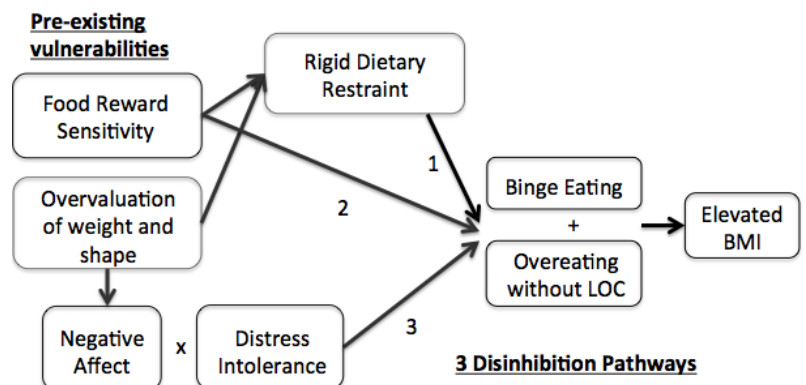 Pre-existing
vulnerabilities
Rigid Dietary
Restraint
Food Reward
Sensitivity
1
Binge Eating
Overvaluation
of weight and
shape
2
+
Elevated
BMI
Overeating
without LOC
3
Negative
Affect
x
Distress
Intolerance
3 Disinhibition Pathways